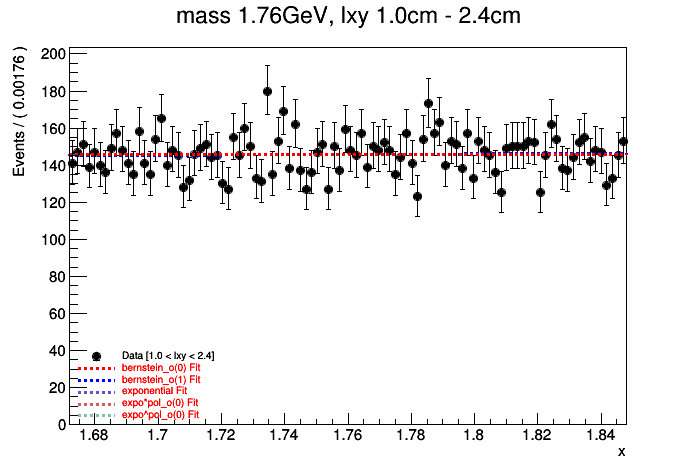 mass 1.76GeV, lxy 1.0cm - 2.4cm
Events / ( 0.00176 )
200
180
160
140
120
100
80
60
40
20
0
Data [1.0 < lxy < 2.4]
bernstein_o(0) Fit
bernstein_o(1) Fit
exponential Fit
expo*pol_o(0) Fit
expo^pol_o(0) Fit
1.68 1.7 1.72 1.74 1.76 1.78 1.8 1.82 1.84
x